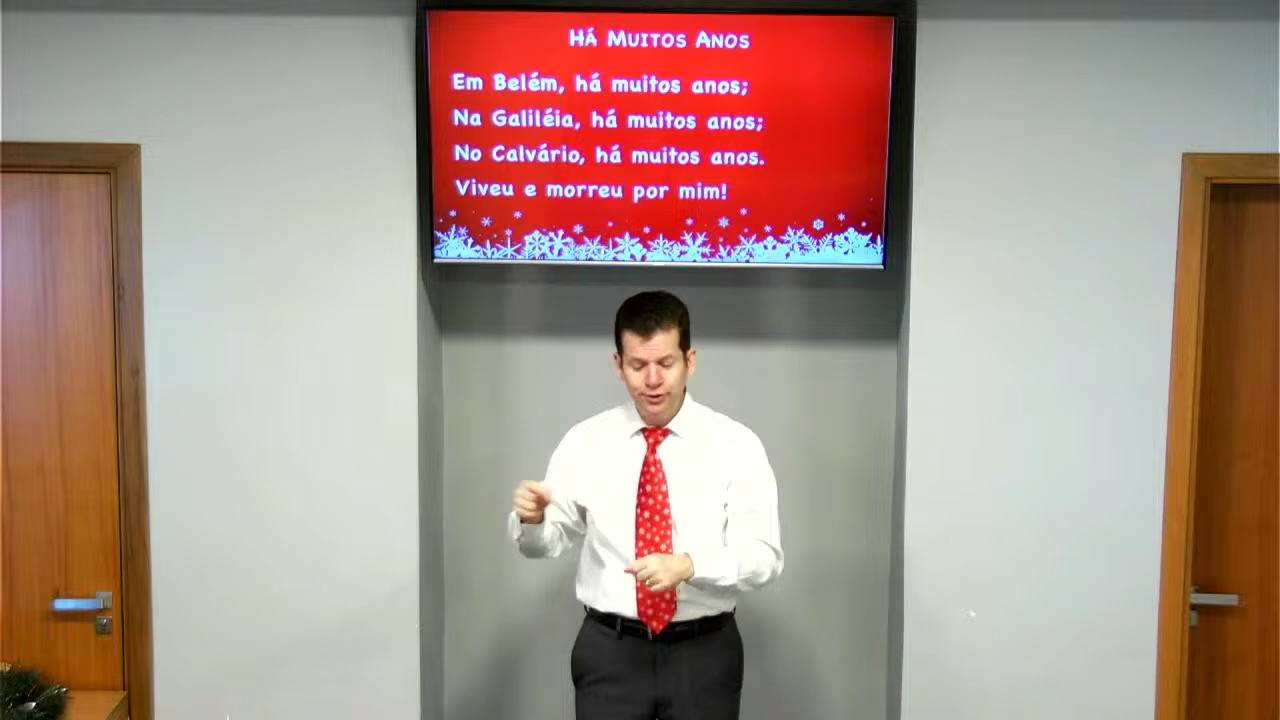 Há Muitos Anos
Em Belém, há muitos anos;
Na Galiléia, há muitos anos;
No Calvário, há muitos anos.
Viveu e morreu por mim!